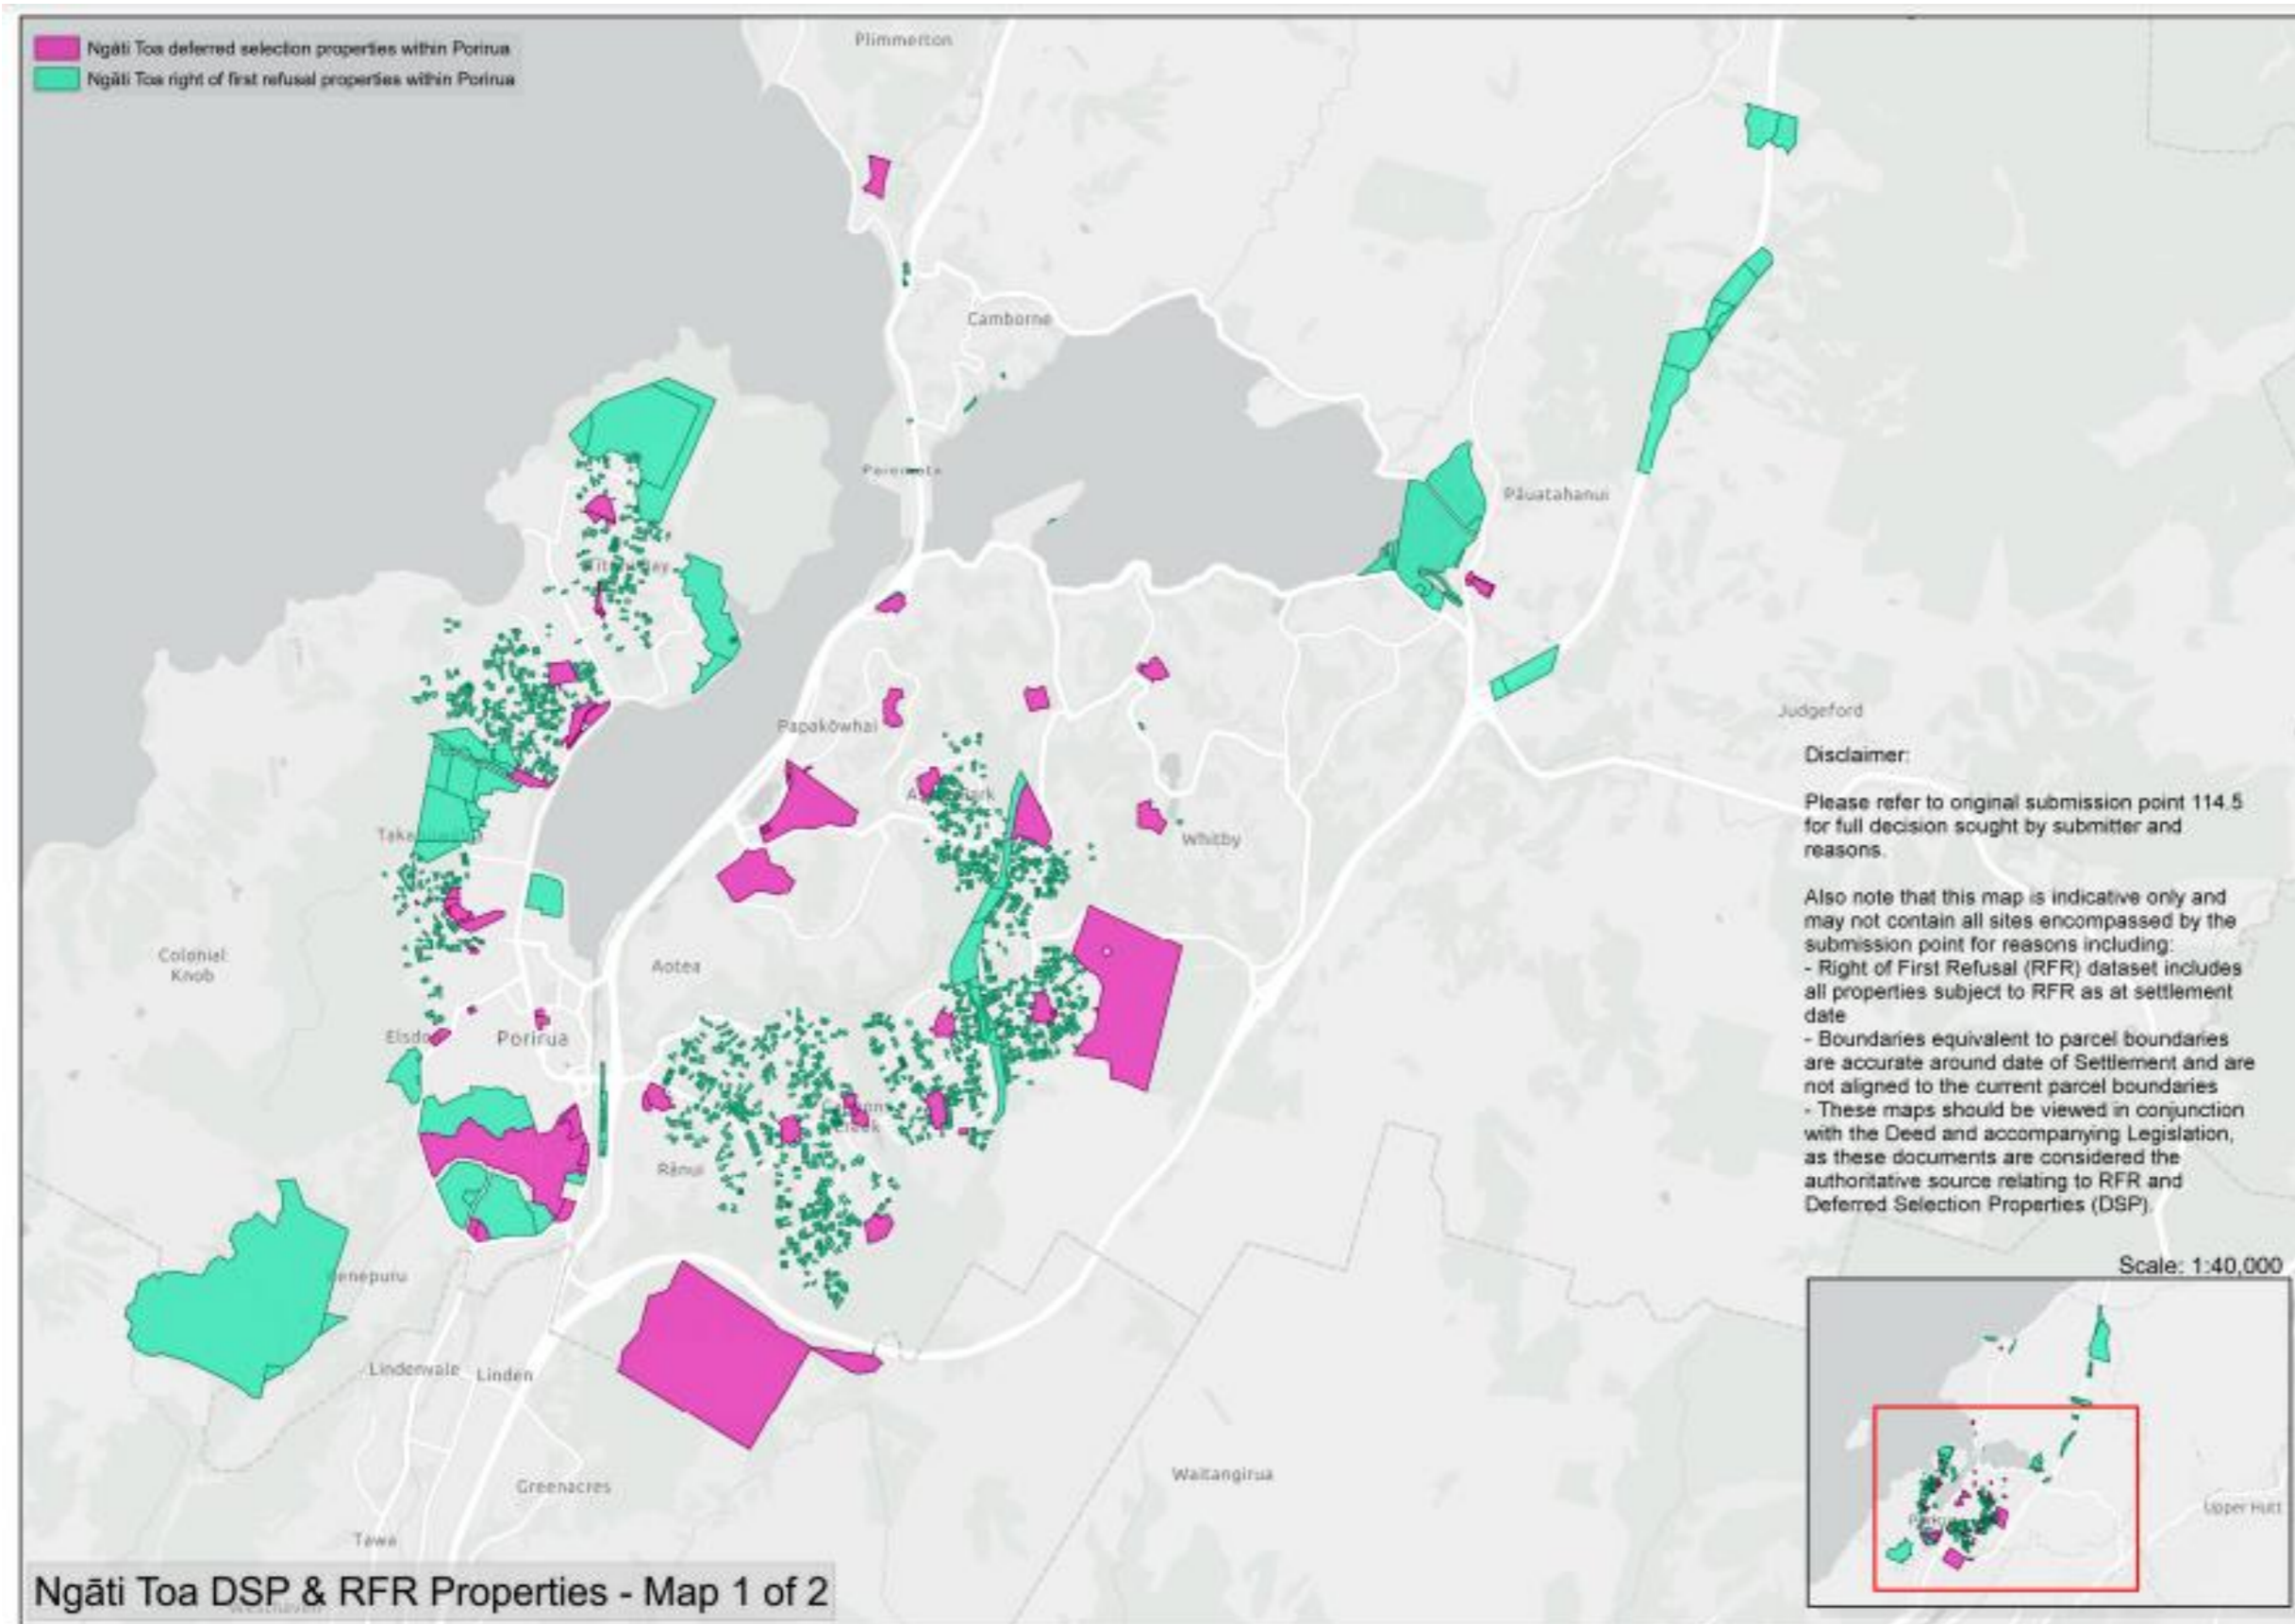 Ngāti Toa deferred selection properties within Porirua
Ngāti Toa right of first refusal properties within Porirua
Plimmerton
Camborne
Pāuatahanui
Judgeford
Papakōwhai
Whitby
Colonial
Knob
Aotea
Porirua
Rānui
Lindenvale
Linden
Greenacres
Tawa
Waitangirua
Disclaimer:
Please refer to original submission point 114.5
for full decision sought by submitter and
reasons.
Also note that this map is indicative only and
may not contain all sites encompassed by the
submission point for reasons including:
- Right of First Refusal (RFR) dataset includes
all properties subject to RFR as at settlement
date
- Boundaries equivalent to parcel boundaries
are accurate around date of Settlement and are
not aligned to the current parcel boundaries
- These maps should be viewed in conjunction
with the Deed and accompanying Legislation,
as these documents are considered the
authoritative source relating to RFR and
Deferred Selection Properties (DSP).
Scale: 1:40,000
Upper Hutt
Ngāti Toa DSP & RFR Properties - Map 1 of 2